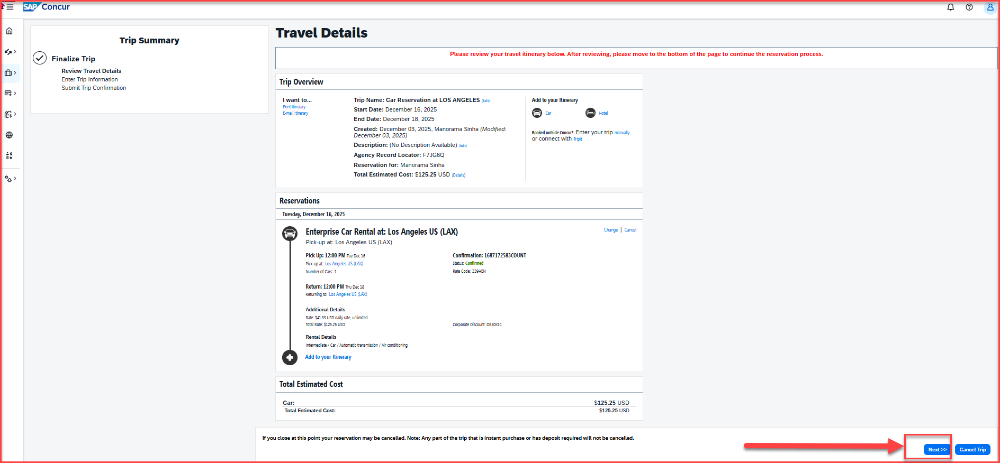 SAP Concur
Trip Summary
Finalize Trip
Review Travel Details
Enter Trip Information
Submit Trip Confirmation
Travel Details
Please review your travel itinerary below. After reviewing, please move to the bottom of the page to continue the reservation process.
Trip Overview
I want to...
Print Itinerary
E-mail Itinerary
Trip Name: Car Reservation at LOS ANGELES (Edit)
Start Date: December 16, 2025
End Date: December 18, 2025
Created: December 03, 2025, Manorama Sinha (Modified:
December 03, 2025)
Description: (No Description Available) (Edit)
Agency Record Locator: F7JG6Q
Reservation for: Manorama Sinha
Total Estimated Cost: $125.25 USD (Details)
Add to your Itinerary
Car Hotel
Booked outside Concur? Enter your trip manually
or connect with TripIt
Reservations
Tuesday, December 16, 2025
Enterprise Car Rental at: Los Angeles US (LAX)
Change | Cancel
Pick-up at: Los Angeles US (LAX)
Pick Up: 12:00 PM Tue Dec 16
Pick-up at: Los Angeles US (LAX)
Number of Cars: 1
Confirmation: 1687172583COUNT
Status: Confirmed
Rate Code: Z39HEN
Return: 12:00 PM Thu Dec 18
Returning to: Los Angeles US (LAX)
Additional Details
Rate: $41.33 USD daily rate, unlimited
Total Rate: $125.25 USD
Corporate Discount: DB30K10
Rental Details
Intermediate / Car / Automatic transmission / Air conditioning
Add to your Itinerary
Total Estimated Cost
Car: $125.25 USD
Total Estimated Cost: $125.25 USD
If you close at this point your reservation may be cancelled. Note: Any part of the trip that is instant purchase or has deposit required will not be cancelled.
Next >> Cancel Trip